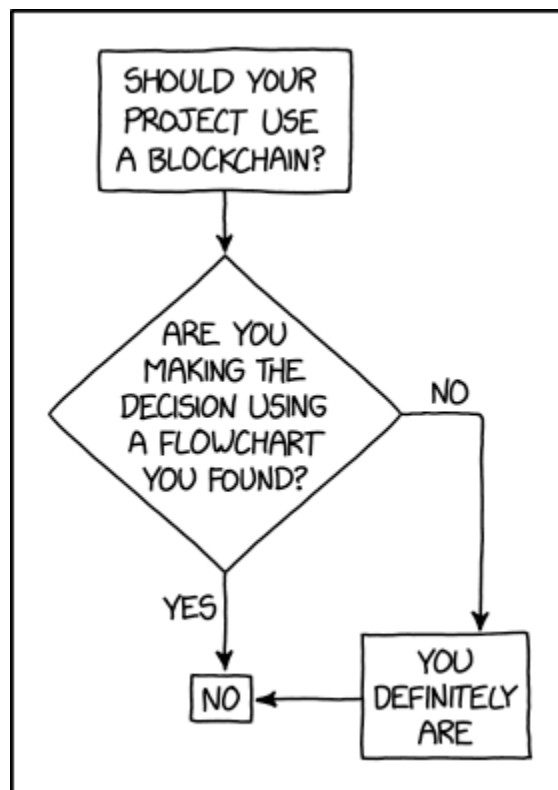 SHOULD YOUR
PROJECT USE
A BLOCKCHAIN?
ARE YOU
MAKING THE
DECISION USING
A FLOWCHART
YOU FOUND?
NO
YES
NO
YOU
DEFINITELY
ARE